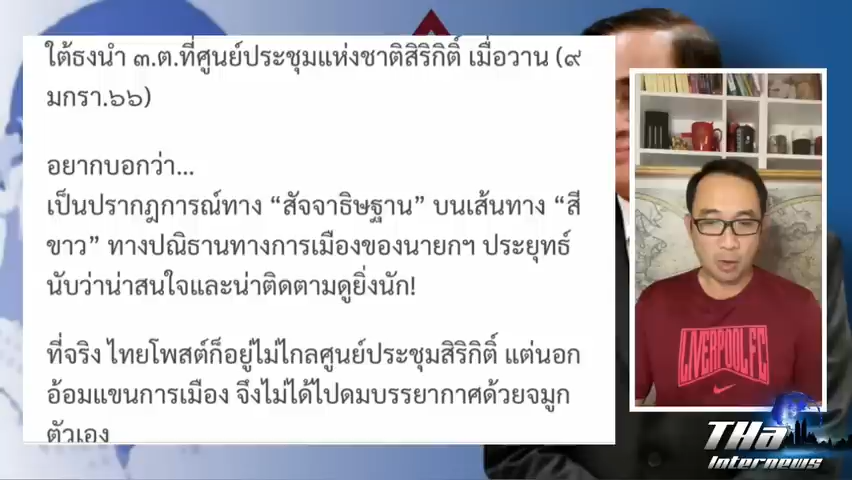 ใต้ธงนำ ๓.ต.ที่ศูนย์ประชุมแห่งชาติสิริกิติ์ เมื่อวาน (๙
มกรา.๖๖)
อยากบอกว่า...
เป็นปรากฎการณ์ทาง “สัจจาธิษฐาน” บนเส้นทาง “สี
ขาว” ทางปณิธานทางการเมืองของนายกฯ ประยุทธ์
นับว่าน่าสนใจและน่าติดตามดูยิ่งนัก!
ที่จริง ไทยโพสต์ก็อยู่ไม่ไกลศูนย์ประชุมสิริกิติ์ แต่นอก
อ้อมแขนการเมือง จึงไม่ได้ไปดมบรรยากาศด้วยจมูก
ตัวเอง
LIVERPOOL FC
THa
Internews